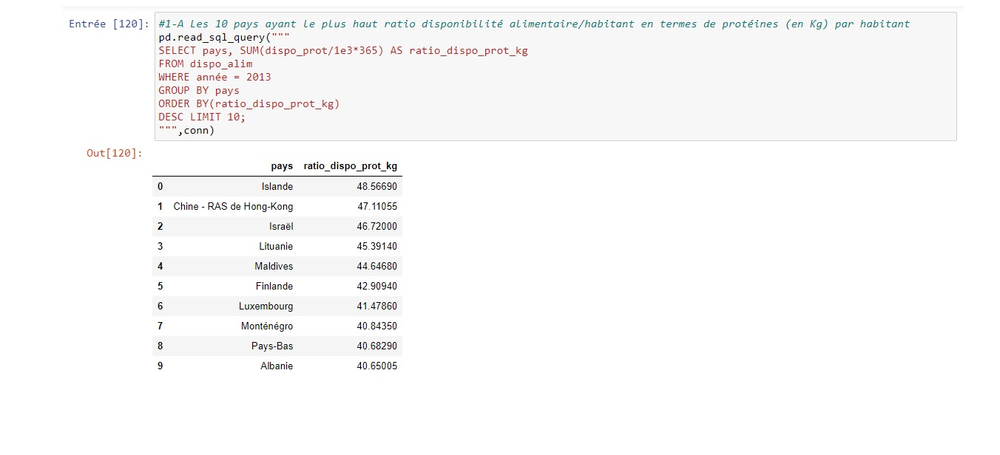 Entrée [120]: #1-A Les 10 pays ayant le plus haut ratio disponibilité alimentaire/habitant en termes de protéines (en Kg) par habitant
pd.read_sql_query("""
SELECT pays, SUM(dispo_prot/1e3*365) AS ratio_dispo_prot_kg
FROM dispo_alim
WHERE année = 2013
GROUP BY pays
ORDER BY(ratio_dispo_prot_kg)
DESC LIMIT 10;
""",conn)
Out[120]:
pays ratio_dispo_prot_kg
0 Islande 48.56690
1 Chine - RAS de Hong-Kong 47.11055
2 Israël 46.72000
3 Lituanie 45.39140
4 Maldives 44.64680
5 Finlande 42.90940
6 Luxembourg 41.47860
7 Monténégro 40.84350
8 Pays-Bas 40.68290
9 Albanie 40.65005